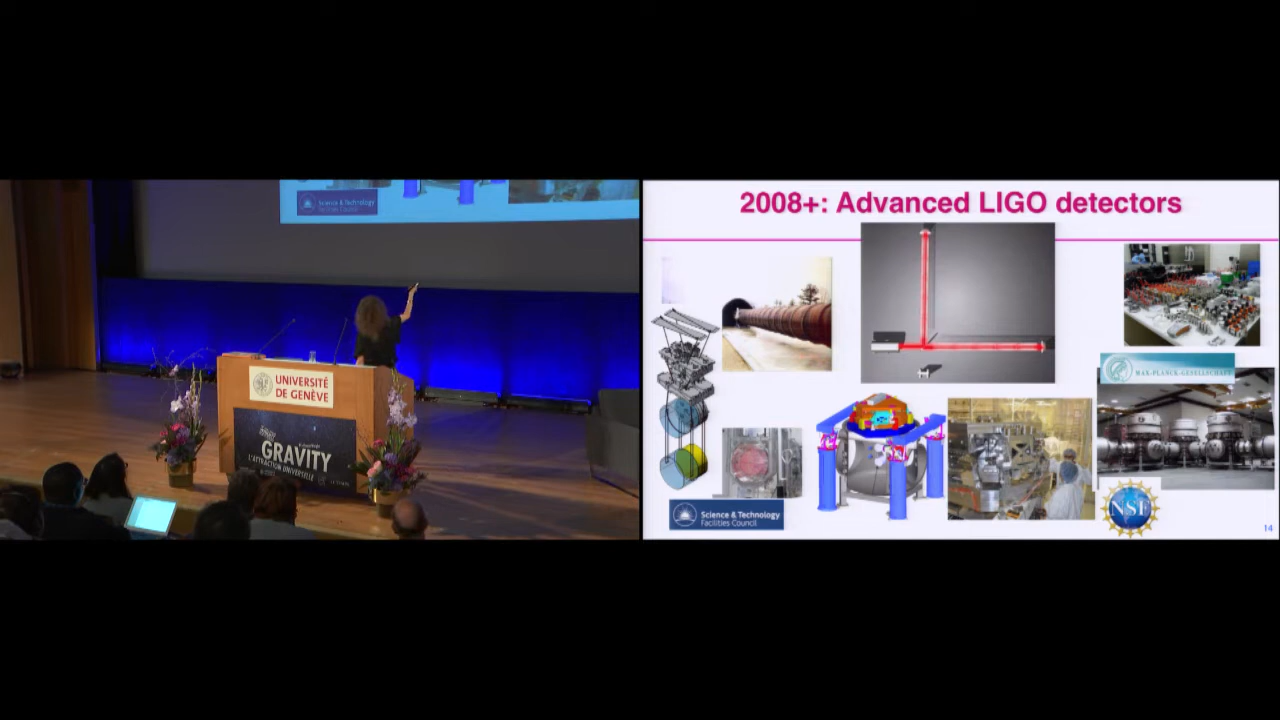 Science & Technology
Facilities Council
UNIVERSITÉ
DE GENÈVE
GRAVITY
L'ATTRACTION UNIVERSELLE
2008+: Advanced LIGO detectors
MAX-PLANCK-GESELLSCHAFT
Science & Technology
Facilities Council
NSF
14